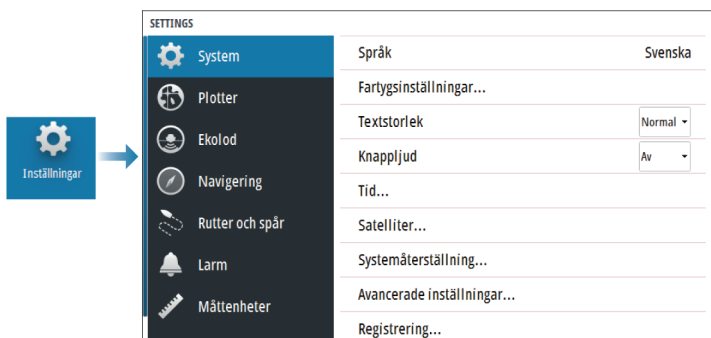 SETTINGS
Inställningar
System
Plotter
Ekolod
Navigering
Rutter och spår
Larm
Måttenheter
Språk Svenska
Fartygsinställningar...
Textstorlek Normal
Knappljud Av
Tid...
Satelliter...
Systemåterställning...
Avancerade inställningar...
Registrering...